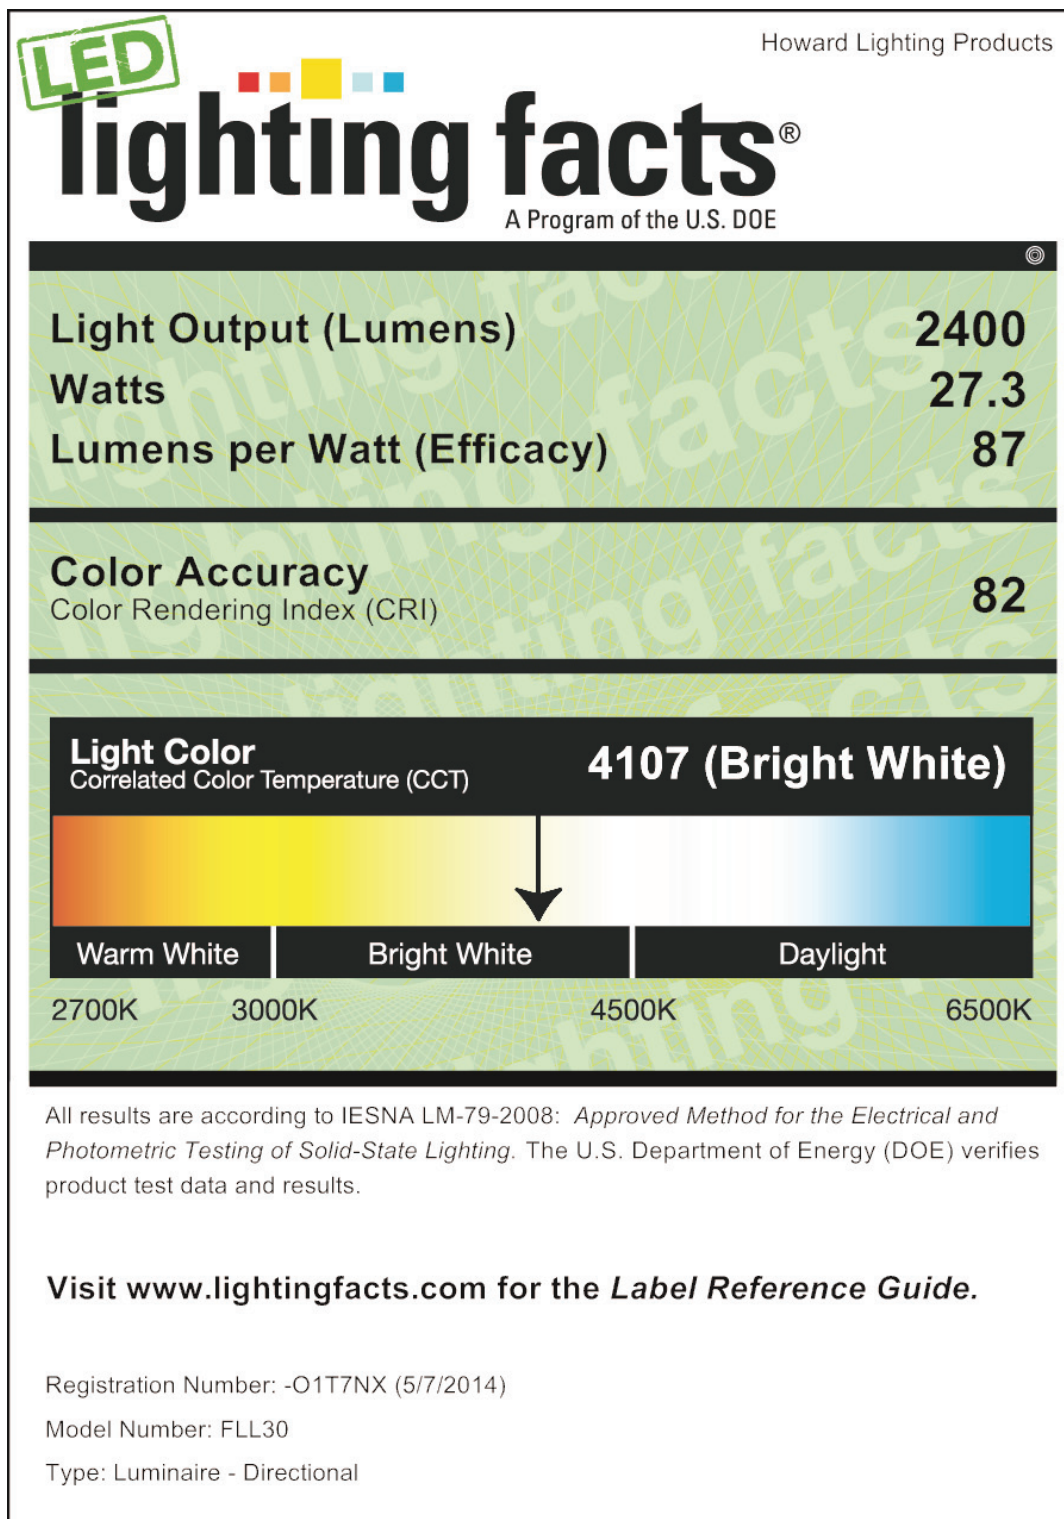 Howard Lighting Products
LED
lighting facts®
A Program of the U.S. DOE
Light Output (Lumens) 2400
Watts 27.3
Lumens per Watt (Efficacy) 87
Color Accuracy
Color Rendering Index (CRI) 82
Light Color
Correlated Color Temperature (CCT) 4107 (Bright White)
Warm White Bright White Daylight
2700K 3000K 4500K 6500K
All results are according to IESNA LM-79-2008: Approved Method for the Electrical and
Photometric Testing of Solid-State Lighting. The U.S. Department of Energy (DOE) verifies
product test data and results.
Visit www.lightingfacts.com for the Label Reference Guide.
Registration Number: -O1T7NX (5/7/2014)
Model Number: FLL30
Type: Luminaire - Directional